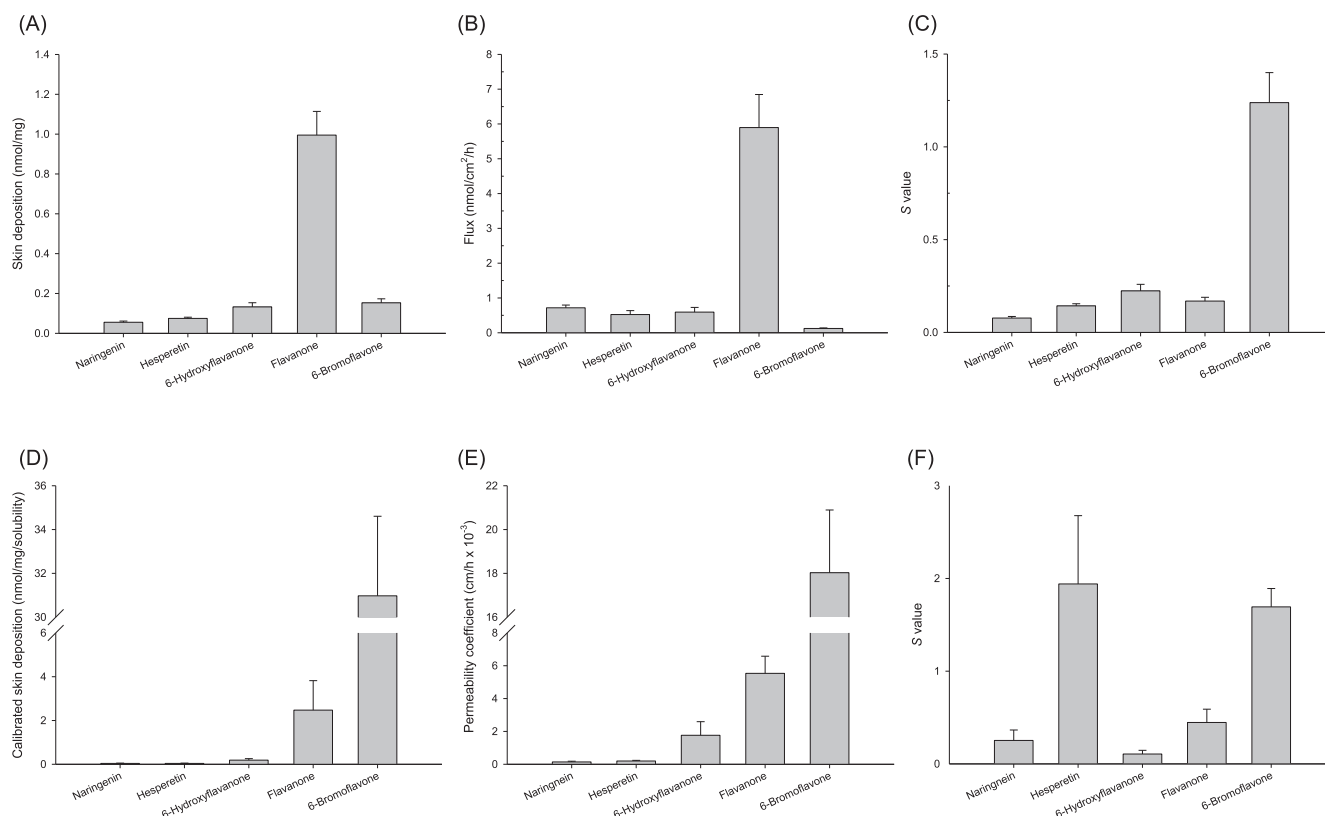 (A)
Skin deposition (nmol/mg)
1.4
1.2
1.0
0.8
0.6
0.4
0.2
0.0
Naringenin
Hesperetin
6-Hydroxyflavanone
Flavanone
6-Bromoflavone
(B)
Flux (nmol/cm²/h)
8
7
6
5
4
3
2
1
0
Naringenin
Hesperetin
6-Hydroxyflavanone
Flavanone
6-Bromoflavone
(C)
S value
1.5
1.0
0.5
0.0
Naringenin
Hesperetin
6-Hydroxyflavanone
Flavanone
6-Bromoflavone
(D)
Cailbrated skin deposition (nmol/mg/solubility)
36
34
31
30
6
4
2
0
Naringenin
Hesperetin
6-Hydroxyflavanone
Flavanone
6-Bromoflavone
(E)
Permeability coefficient (cm/h x 10⁻³)
22
20
18
16
8
6
4
2
0
Naringnein
Hesperetin
6-Hydroxyflavanone
Flavanone
6-Bromoflavone
(F)
S value
3
2
1
0
Naringnein
Hesperetin
6-Hydroxyflavanone
Flavanone
6-Bromoflavone